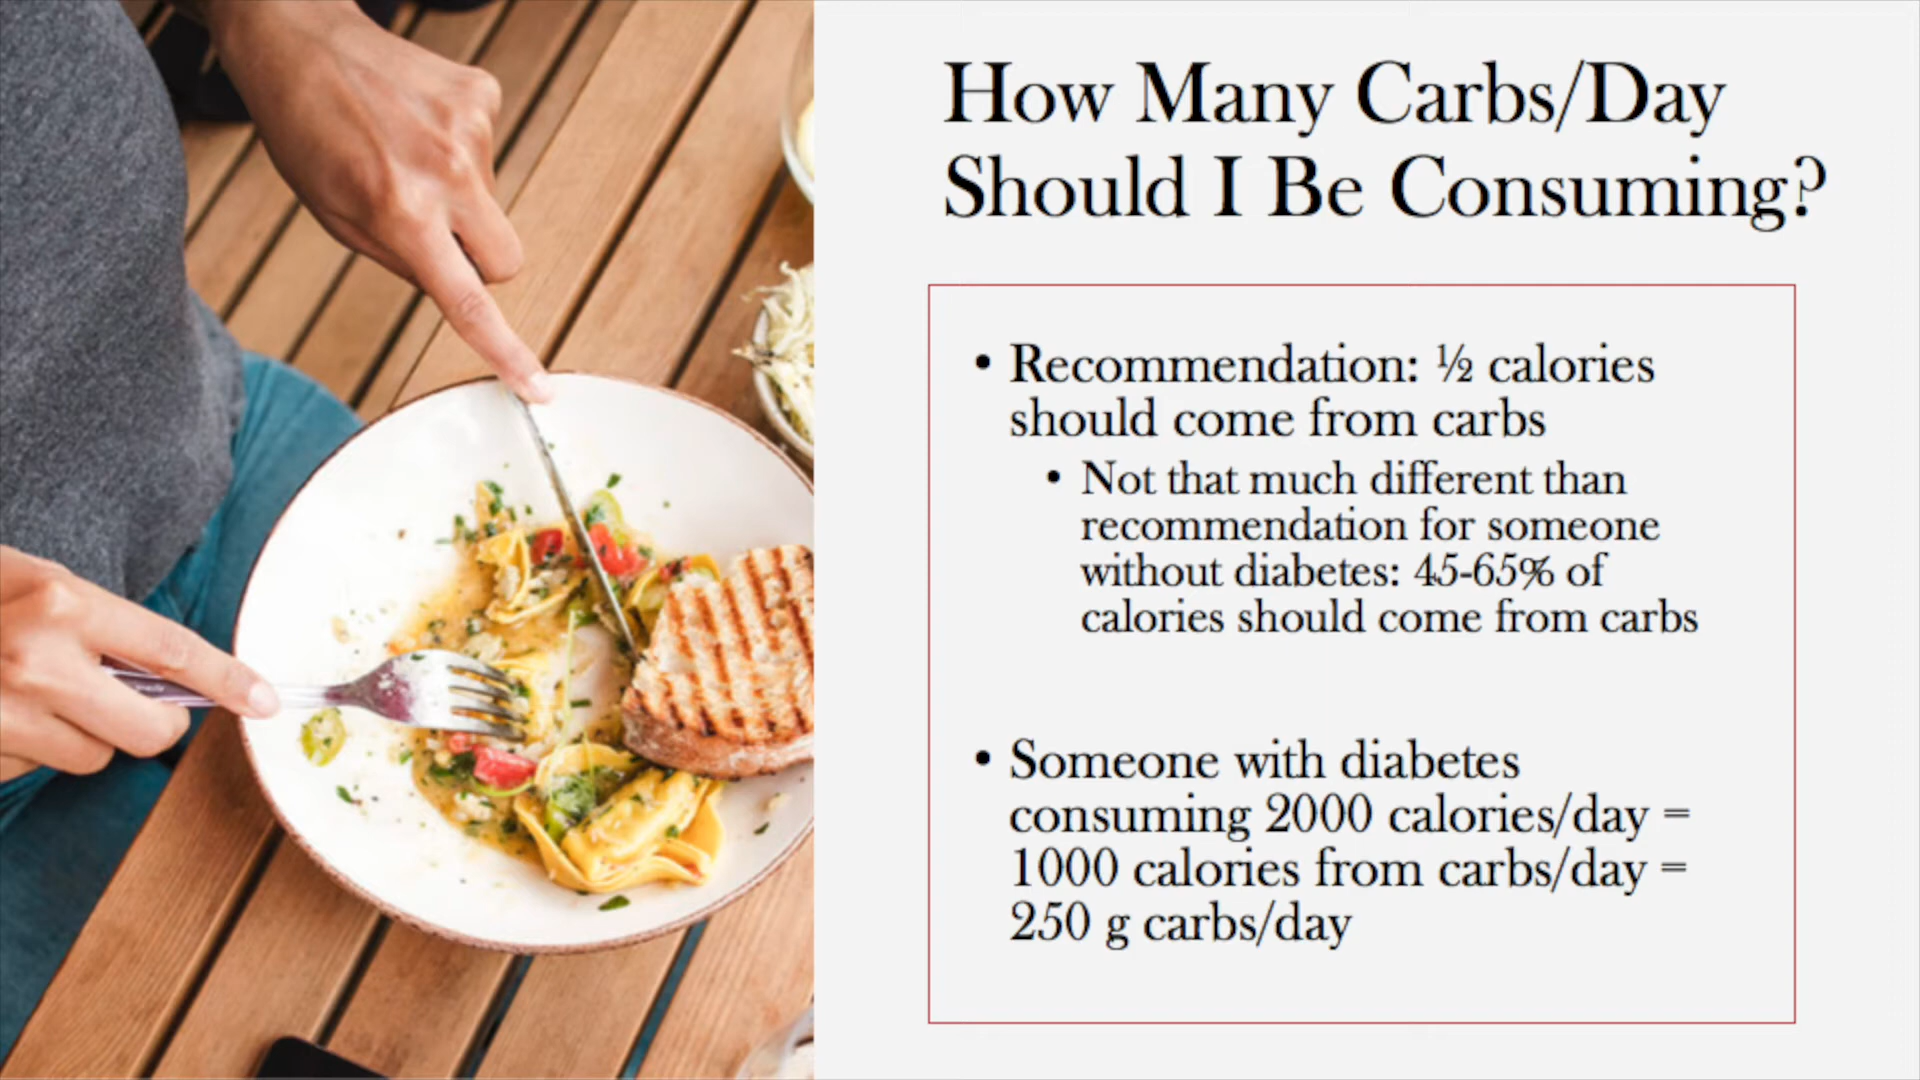 How Many Carbs/Day
Should I Be Consuming?
• Recommendation: ½ calories
should come from carbs
• Not that much different than
recommendation for someone
without diabetes: 45-65% of
calories should come from carbs
• Someone with diabetes
consuming 2000 calories/day =
1000 calories from carbs/day =
250 g carbs/day